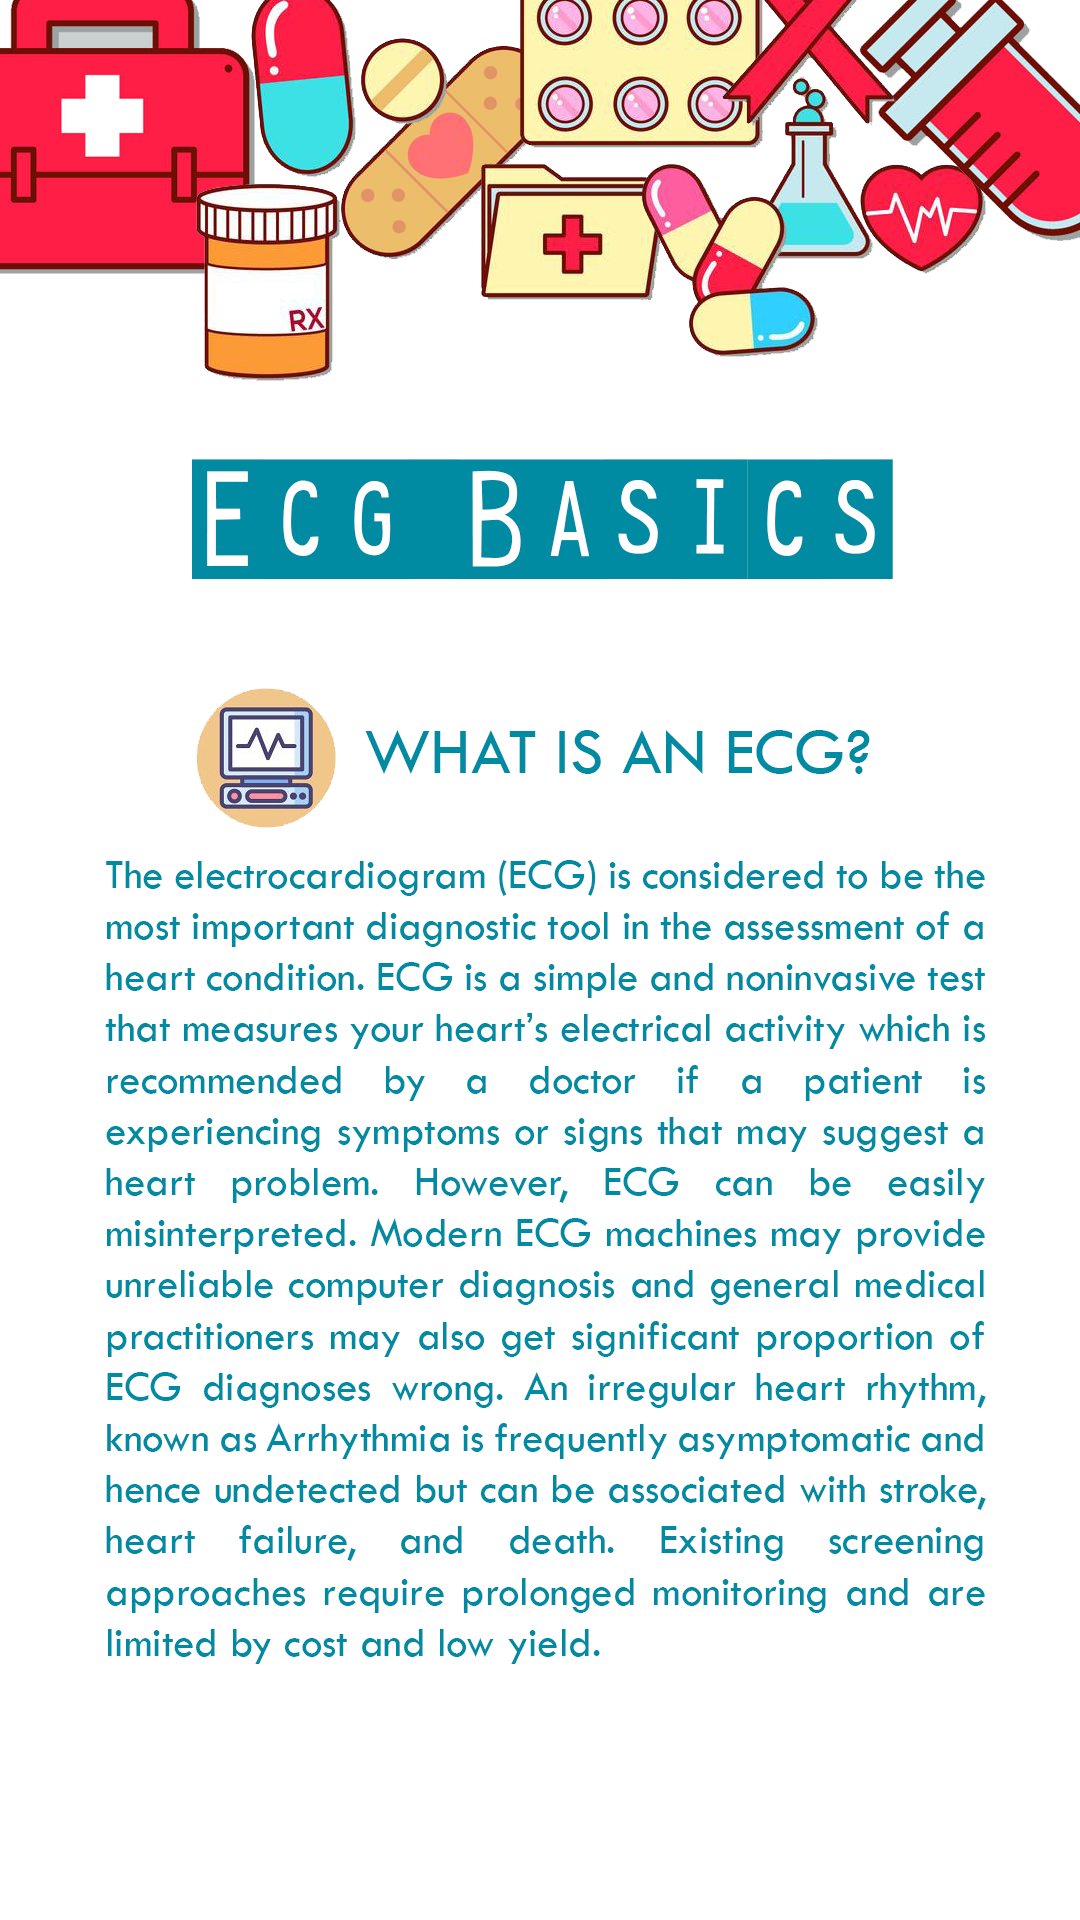 RX
Ecg Basics
WHAT IS AN ECG?
The electrocardiogram (ECG) is considered to be the
most important diagnostic tool in the assessment of a
heart condition. ECG is a simple and noninvasive test
that measures your heart’s electrical activity which is
recommended by a doctor if a patient is
experiencing symptoms or signs that may suggest a
heart problem. However, ECG can be easily
misinterpreted. Modern ECG machines may provide
unreliable computer diagnosis and general medical
practitioners may also get significant proportion of
ECG diagnoses wrong. An irregular heart rhythm,
known as Arrhythmia is frequently asymptomatic and
hence undetected but can be associated with stroke,
heart failure, and death. Existing screening
approaches require prolonged monitoring and are
limited by cost and low yield.